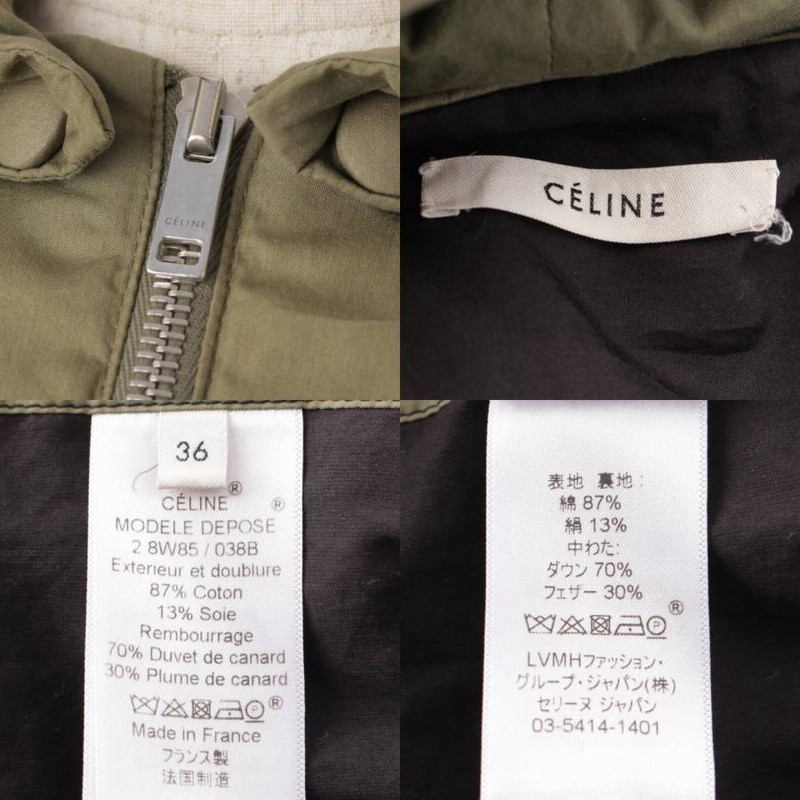 CÉLINE
CÉLINE
36
CÉLINE®
®
MODELE DEPOSE
2 8W85 / 038B
Exterieur et doublure
87% Coton
13% Soie
Rembourrage
70% Duvet de canard
30% Plume de canard
®
Made in France
フランス製
法国制造
表地 裏地:
綿 87%
絹 13%
中わた:
ダウン 70%
フェザー 30%
®
LVMHファッション・
グループ・ジャパン(株)
セリーヌ ジャパン
03-5414-1401